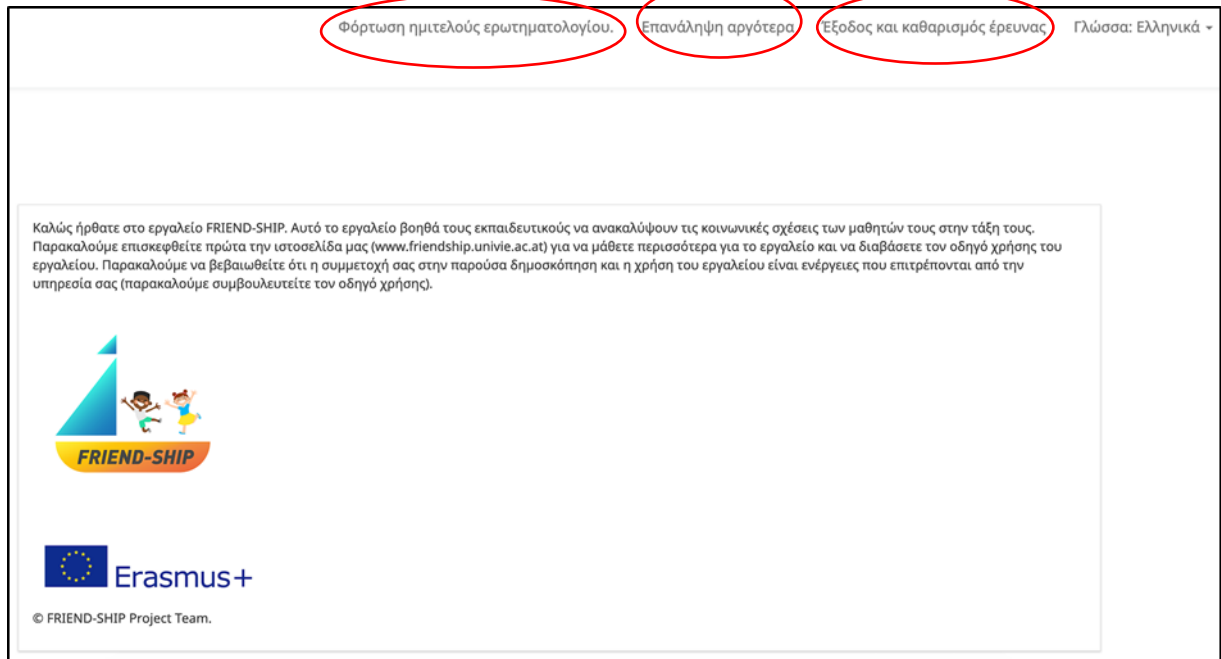 Φόρτωση ημιτελούς ερωτηματολογίου. Επανάληψη αργότερα Έξοδος και καθαρισμός έρευνας Γλώσσα: Ελληνικά
Καλώς ήρθατε στο εργαλείο FRIEND-SHIP. Αυτό το εργαλείο βοηθά τους εκπαιδευτικούς να ανακαλύψουν τις κοινωνικές σχέσεις των μαθητών τους στην τάξη τους.
Παρακαλούμε επισκεφθείτε πρώτα την ιστοσελίδα μας (www.friendship.univie.ac.at) για να μάθετε περισσότερα για το εργαλείο και να διαβάσετε τον οδηγό χρήσης του
εργαλείου. Παρακαλούμε να βεβαιωθείτε ότι η συμμετοχή σας στην παρούσα δημοσκόπηση και η χρήση του εργαλείου είναι ενέργειες που επιτρέπονται από την
υπηρεσία σας (παρακαλούμε συμβουλευτείτε τον οδηγό χρήσης).
FRIEND-SHIP
Erasmus+
© FRIEND-SHIP Project Team.